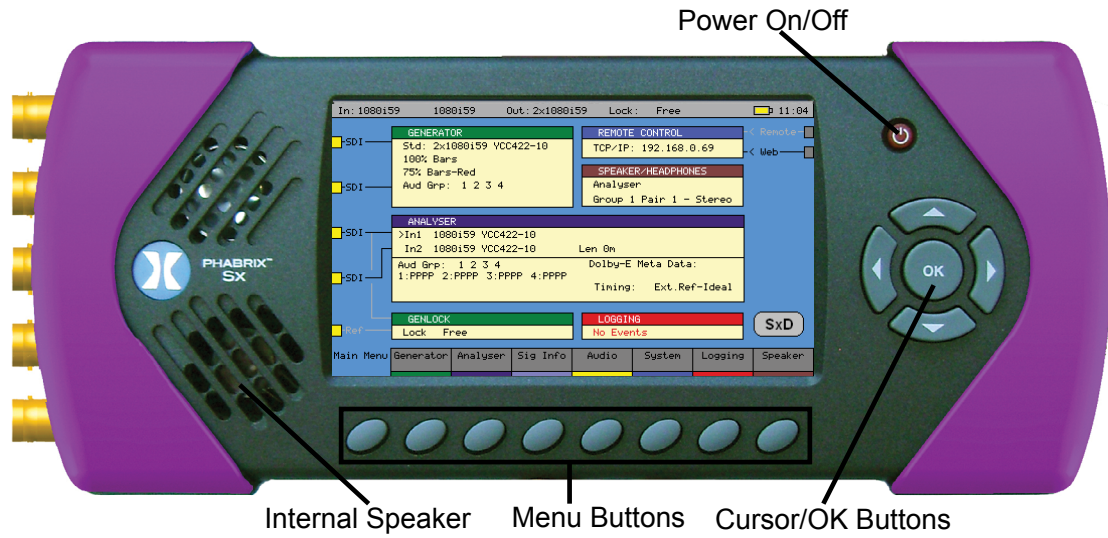 Power On/Off
In: 1080i59 1080i59 Out: 2x1080i59 Lock: Free 11:04
GENERATOR
Std: 2x1080i59 YCC422-10
100% Bars
75% Bars-Red
Aud Grp: 1 2 3 4
REMOTE CONTROL
TCP/IP: 192.168.0.69
< Remote
< Web
SPEAKER/HEADPHONES
Analyser
Group 1 Pair 1 - Stereo
SDI
SDI
SDI
SDI
Ref
ANALYSER
>In1 1080i59 YCC422-10
In2 1080i59 YCC422-10 Len 0m
Aud Grp: 1 2 3 4 Dolby-E Meta Data:
1:PPPP 2:PPPP 3:PPPP 4:PPPP
Timing: Ext.Ref-Ideal
GENLOCK
Lock Free
LOGGING
No Events
SxD
Main Menu Generator Analyser Sig Info Audio System Logging Speaker
PHABRIX™
SX
OK
Internal Speaker
Menu Buttons
Cursor/OK Buttons